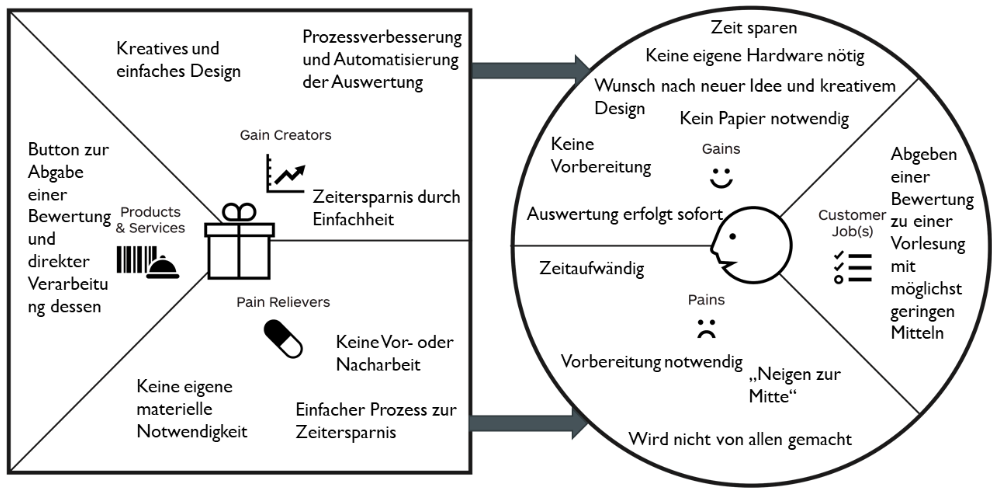 Kreatives und
einfaches Design
Prozessverbesserung
und Automatisierung
der Auswertung
Gain Creators
Zeitersparnis durch
Einfachheit
Button zur
Abgabe
einer
Bewertung
und
direkter
Verarbeitu
ng dessen
Products
& Services
Pain Relievers
Keine Vor- oder
Nacharbeit
Keine eigene
materielle
Notwendigkeit
Einfacher Prozess zur
Zeitersparnis
Zeit sparen
Keine eigene Hardware nötig
Wunsch nach neuer Idee und kreativem
Design
Kein Papier notwendig
Keine
Vorbereitung
Gains
Auswertung erfolgt sofort
Customer
Job(s)
Abgeben
einer
Bewertung
zu einer
Vorlesung
mit
möglichst
geringen
Mitteln
Zeitaufwändig
Pains
Vorbereitung notwendig
„Neigen zur
Mitte“
Wird nicht von allen gemacht